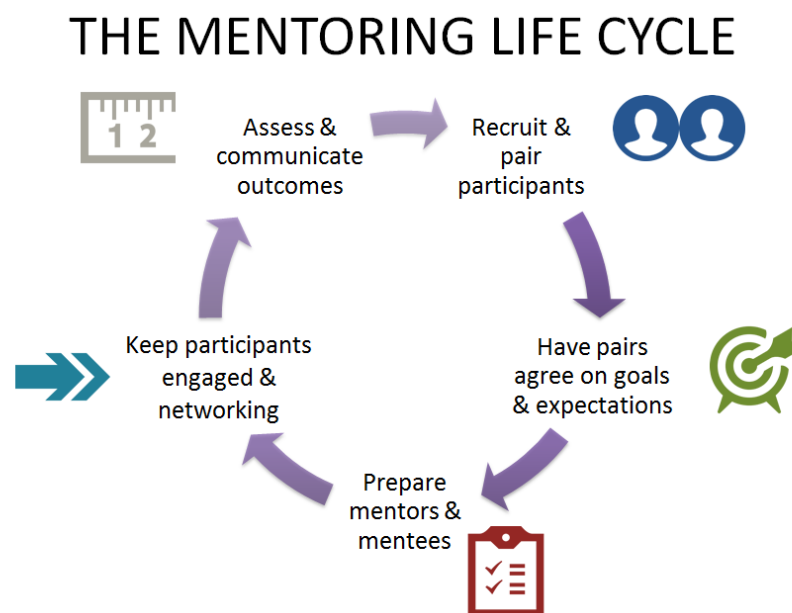 THE MENTORING LIFE CYCLE
Assess &
communicate
outcomes
1 2
Recruit &
pair
participants
Have pairs
agree on goals
& expectations
Prepare
mentors &
mentees
Keep participants
engaged &
networking